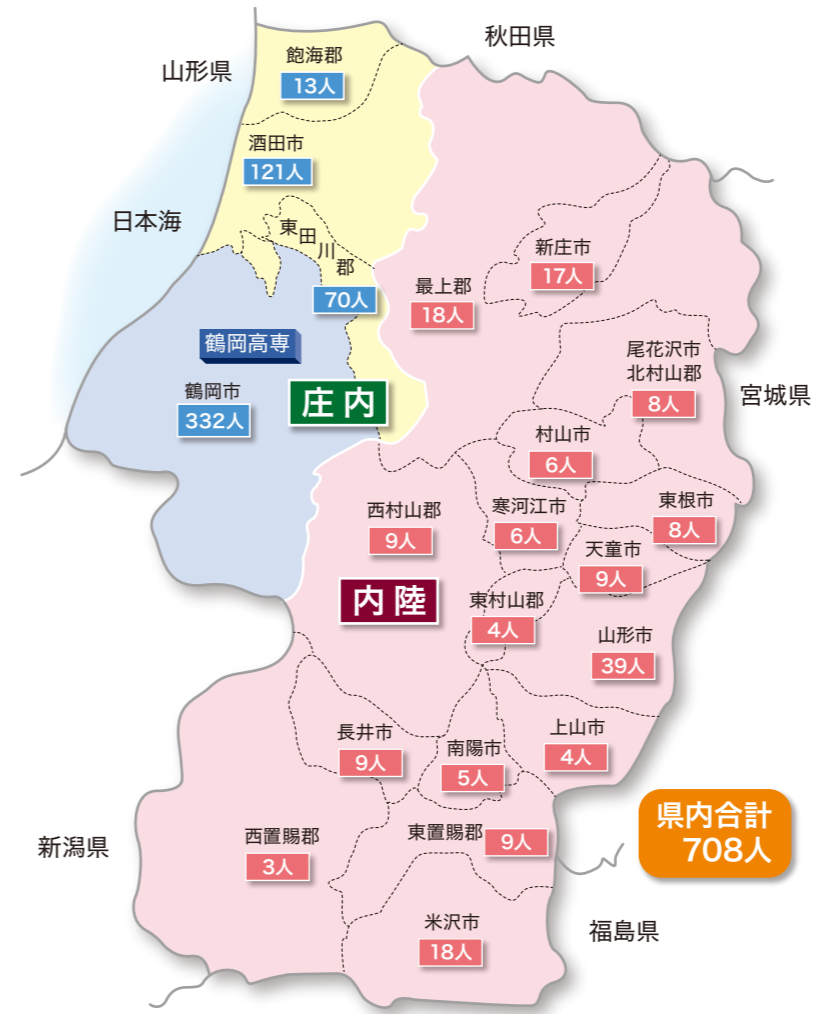 秋田県
山形県
飽海郡
13人
酒田市
121人
日本海
東田川郡
70人
新庄市
17人
最上郡
18人
鶴岡高専
尾花沢市
北村山郡
8人
宮城県
鶴岡市
332人
庄内
村山市
6人
西村山郡
9人
寒河江市
6人
東根市
8人
天童市
9人
内陸
東村山郡
4人
山形市
39人
長井市
9人
南陽市
5人
上山市
4人
県内合計
708人
新潟県
西置賜郡
3人
東置賜郡
9人
米沢市
18人
福島県